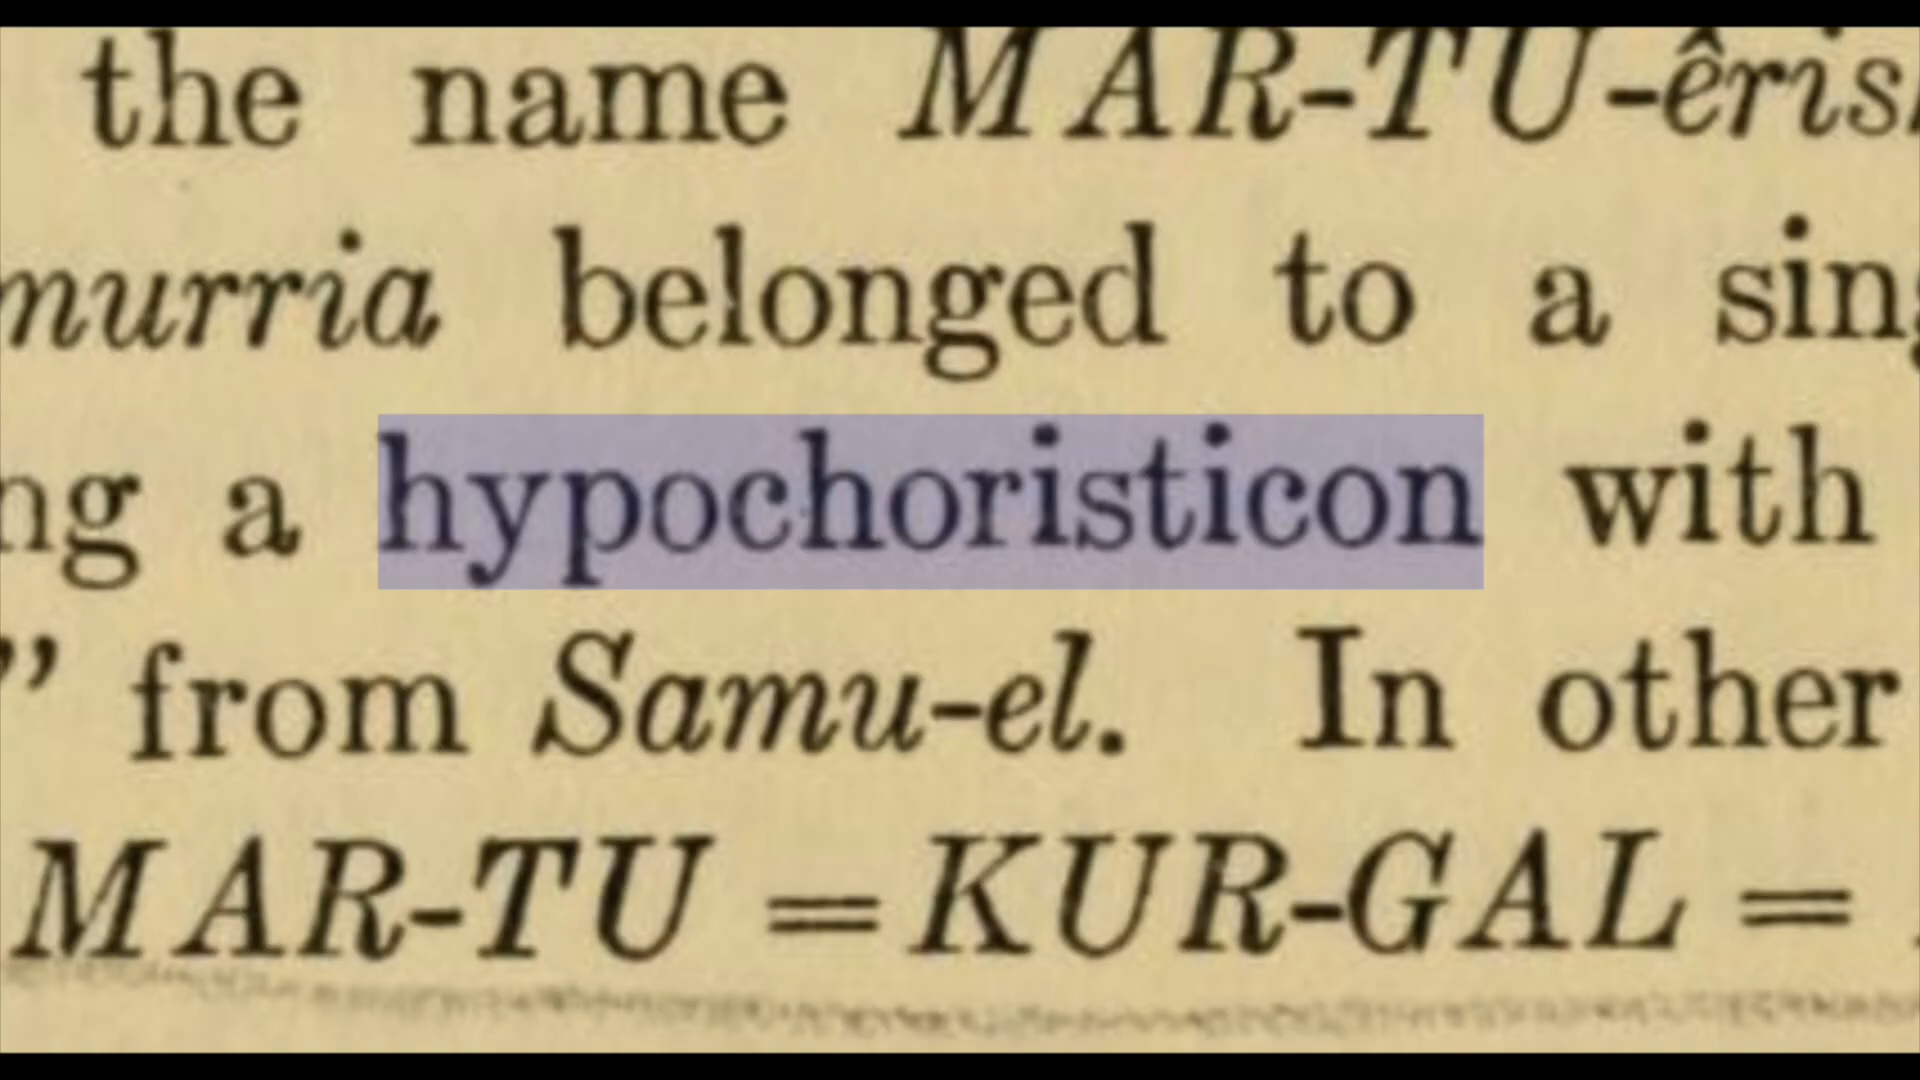 the name MAR-TU-êris
murria belonged to a sing
ng a hypochoristicon with
” from Samu-el. In other
MAR-TU = KUR-GAL =